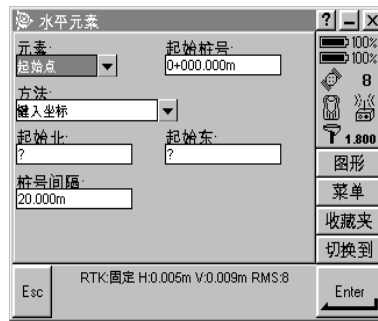 水平元素
元素:
起始桩号:
起始点
0+000.000m
方法:
键入坐标
起始北:
起始东:
?
?
桩号间隔:
20.000m
? _ ×
100%
100%
8
1.800
图形
菜单
收藏夹
切换到
Esc
RTK:固定 H:0.005m V:0.009m RMS:8
Enter